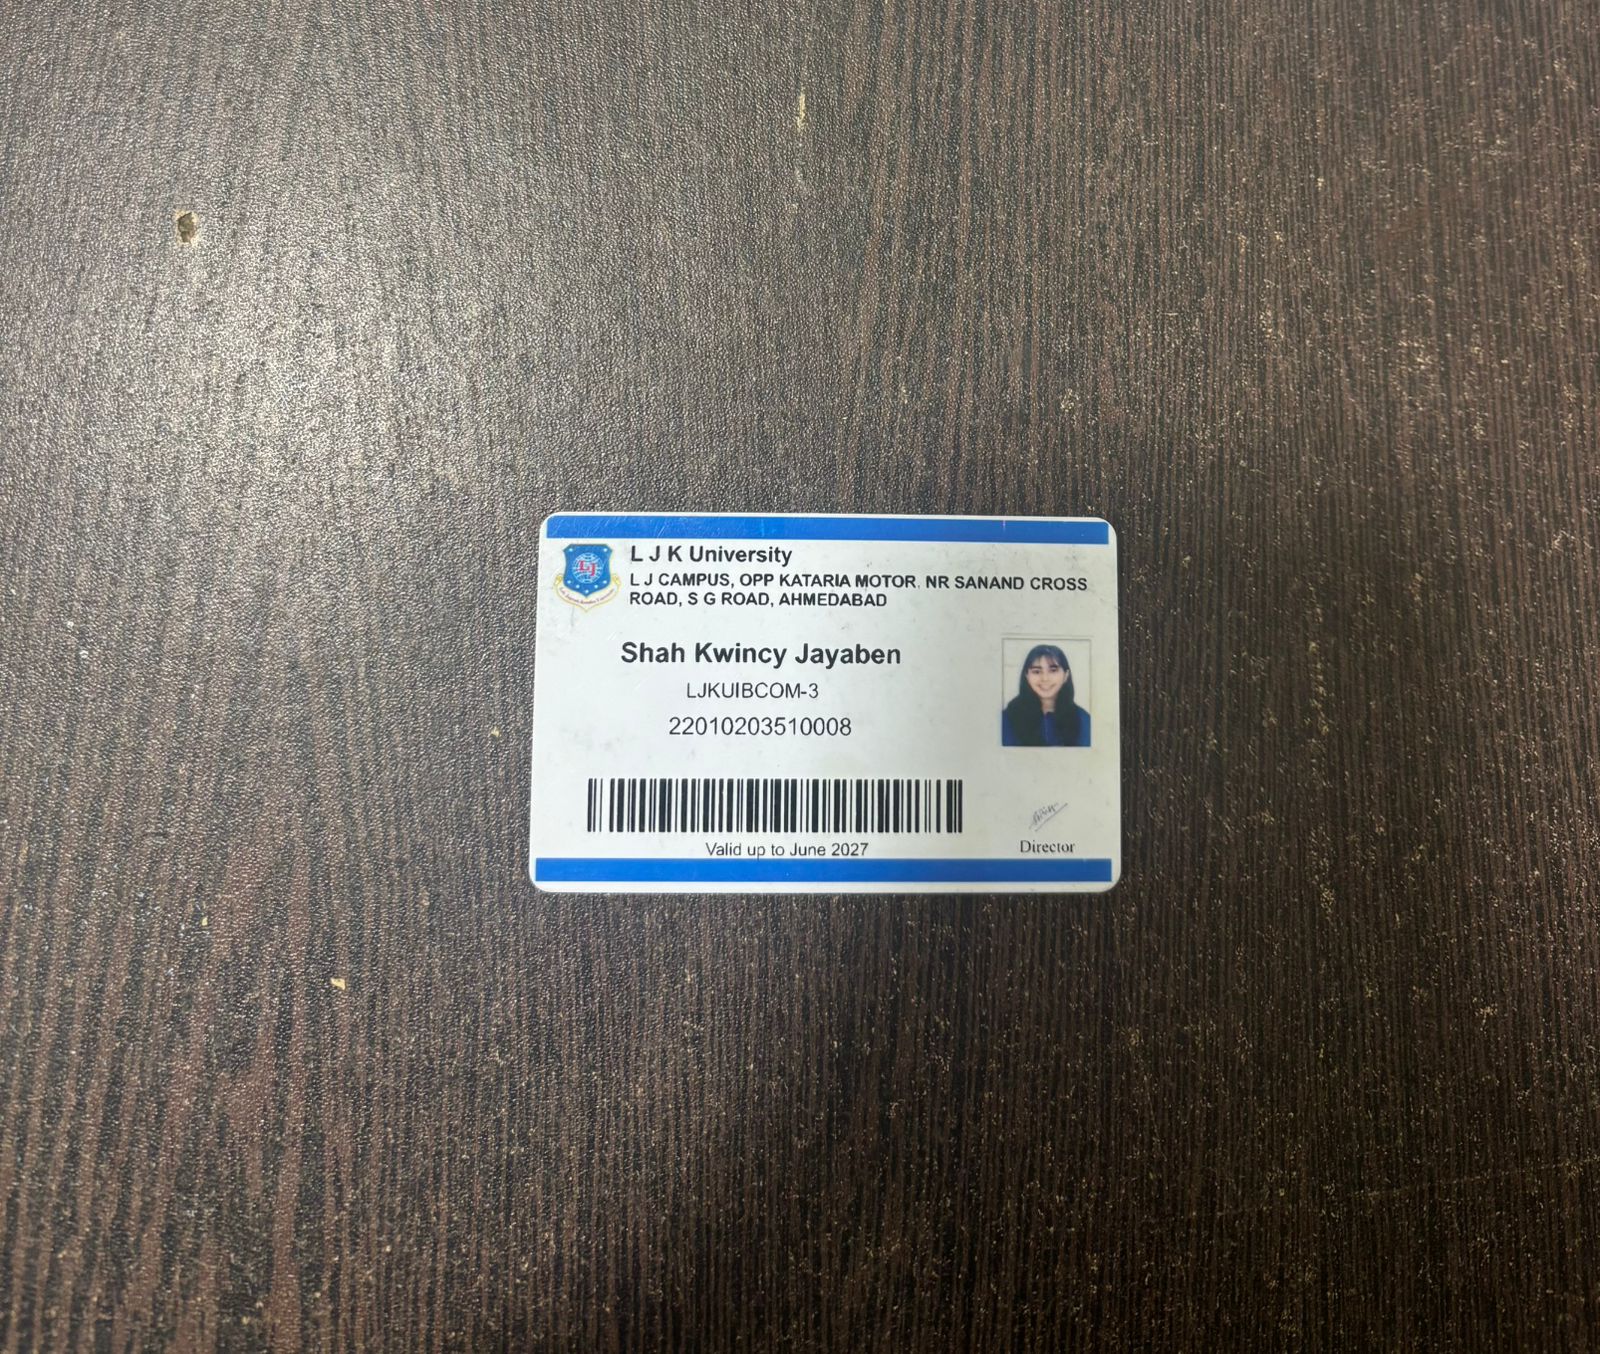 L J K University
L J CAMPUS, OPP KATARIA MOTOR, NR SANAND CROSS
ROAD, S G ROAD, AHMEDABAD
LJ
Shah Kwincy Jayaben
LJKUIBCOM-3
22010203510008
Valid up to June 2027
Director